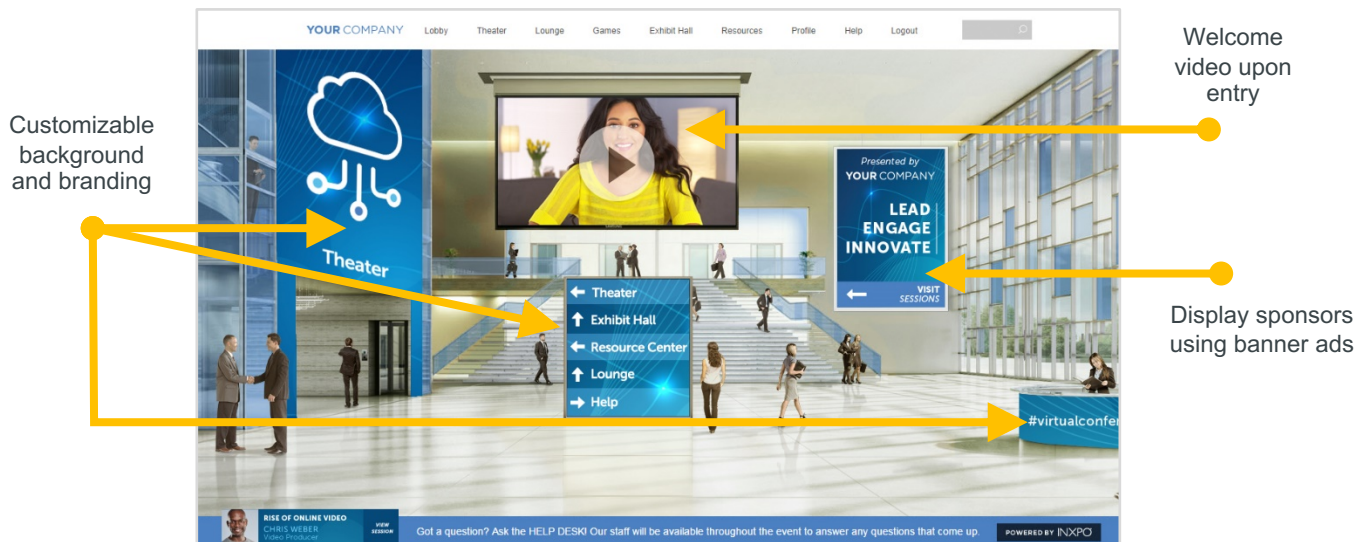 YOUR COMPANY Lobby Theater Lounge Games Exhibit Hall Resources Profile Help Logout
Welcome
video upon
entry
Customizable
background
and branding
Theater
Presented by
YOUR COMPANY
LEAD
ENGAGE
INNOVATE
VISIT
SESSIONS
Theater
Exhibit Hall
Resource Center
Lounge
Help
Display sponsors
using banner ads
#virtualconfer
RISE OF ONLINE VIDEO
CHRIS WEBER
Video Producer
VIEW
SESSION
Got a question? Ask the HELP DESK! Our staff will be available throughout the event to answer any questions that come up.
POWERED BY INXPO